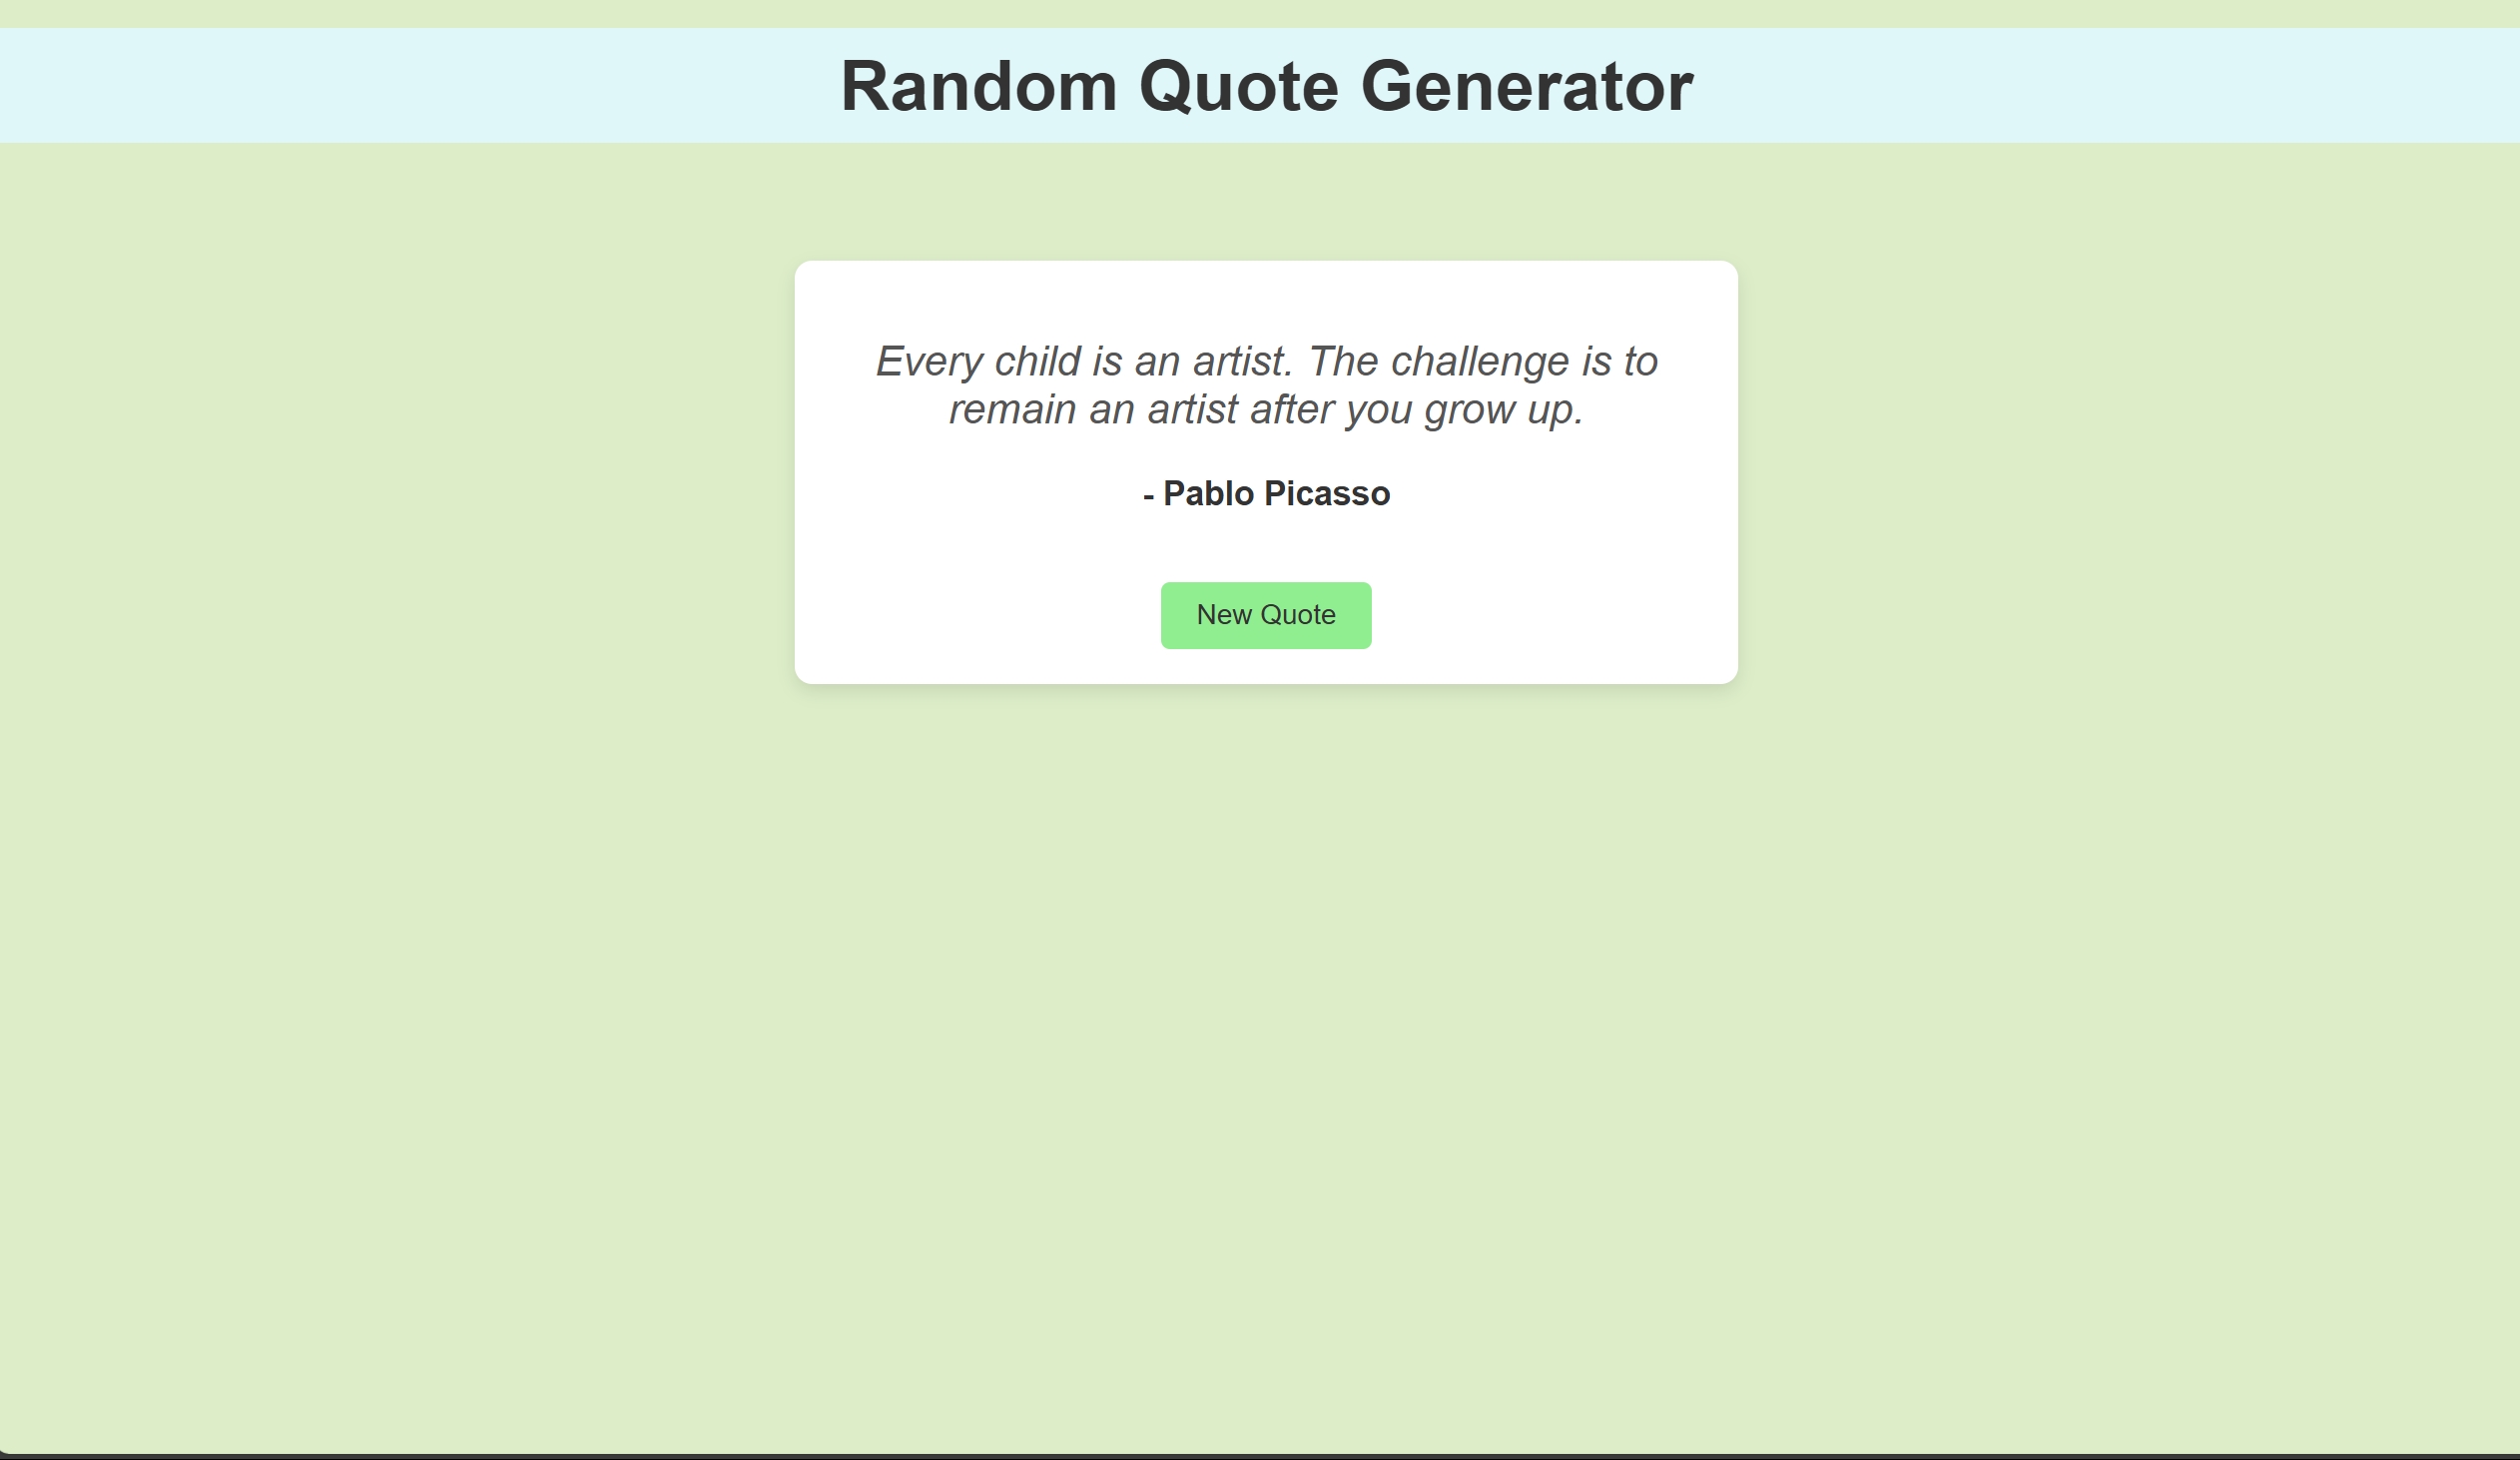 Random Quote Generator
Every child is an artist. The challenge is to
remain an artist after you grow up.
- Pablo Picasso
New Quote